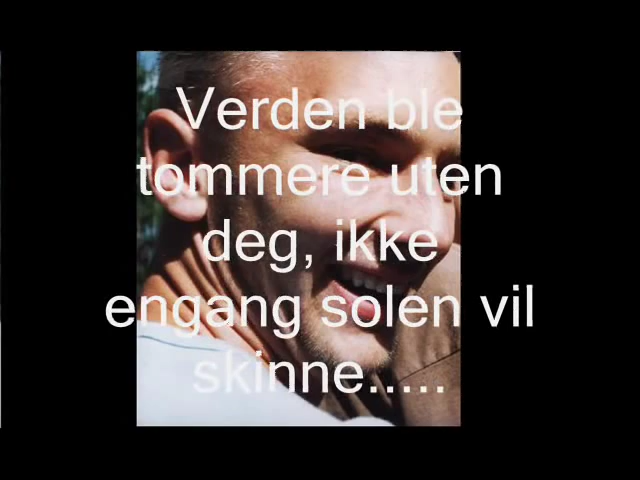 Verden ble
tommere uten
deg, ikke
engang solen vil
skinne.....